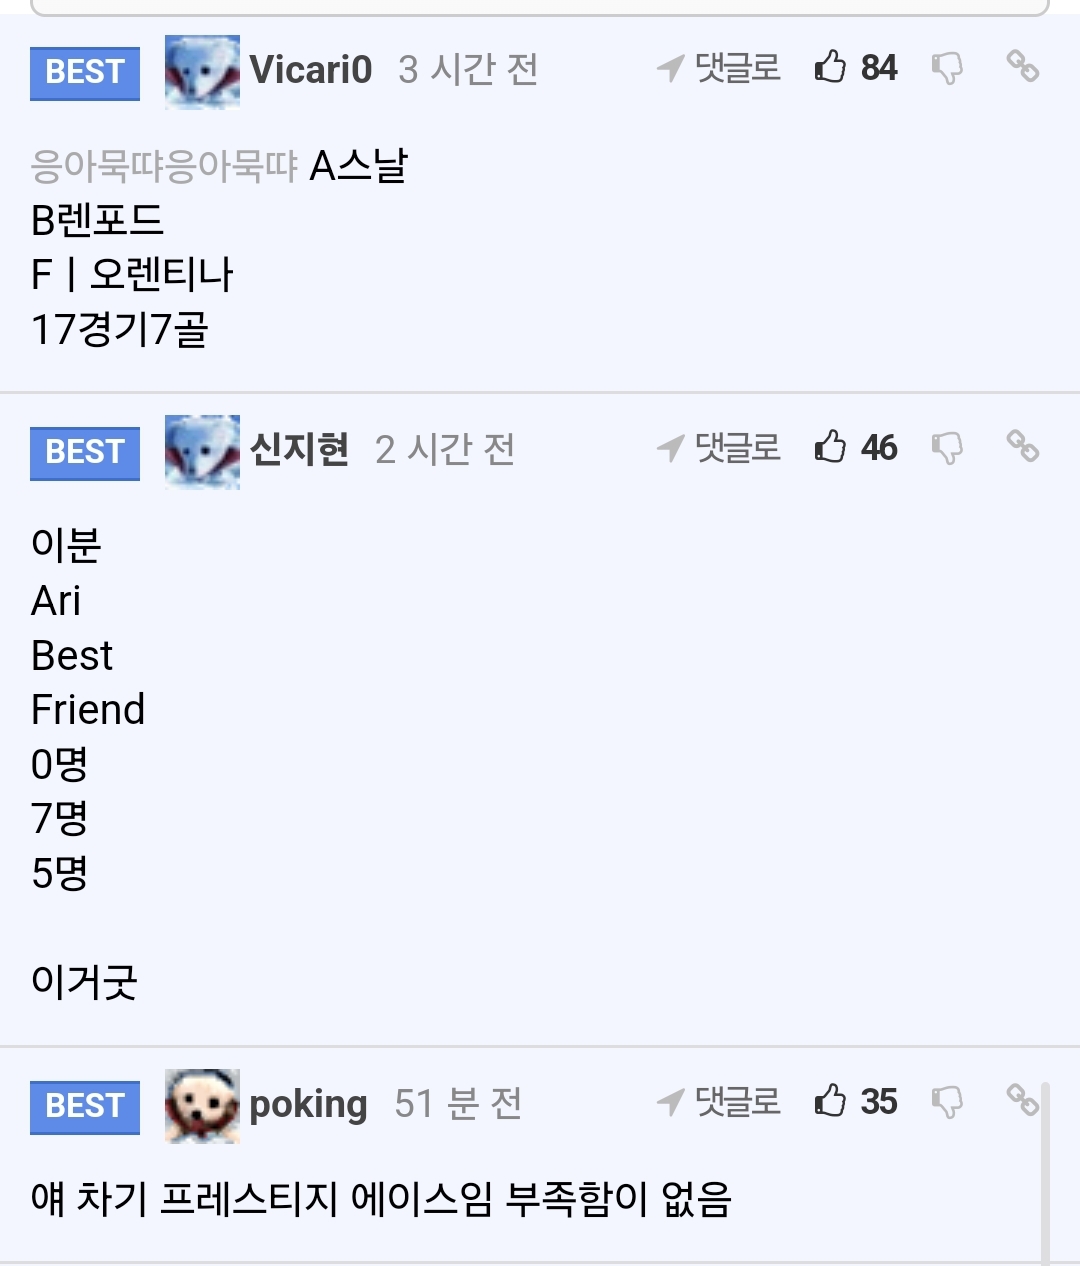 BEST Vicari0 3 시간 전 댓글로 84
응아묵땨응아묵땨 A스날
B렌포드
F | 오렌티나
17경기7골
BEST 신지현 2 시간 전 댓글로 46
이분
Ari
Best
Friend
0명
7명
5명
이거굿
BEST poking 51 분 전 댓글로 35
얘 차기 프레스티지 에이스임 부족함이 없음